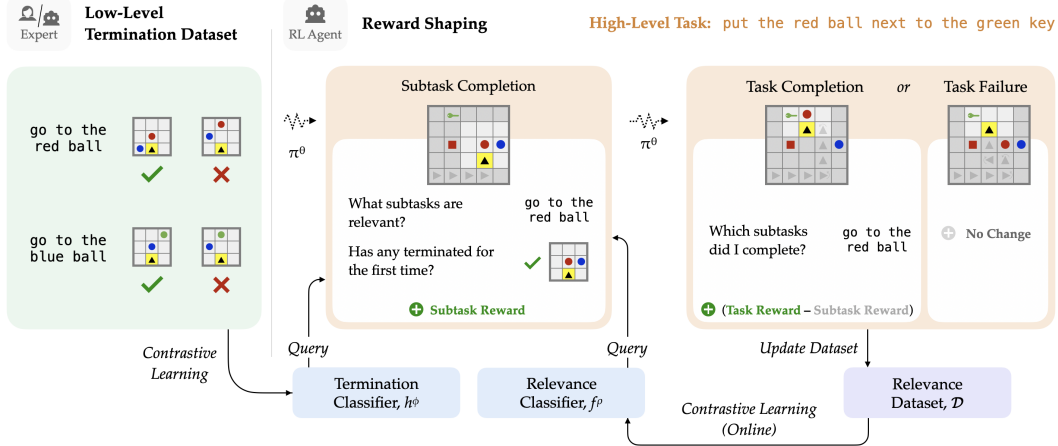 Expert
Low-Level
Termination Dataset
RL Agent
Reward Shaping
High-Level Task: put the red ball next to the green key
go to the
red ball
go to the
blue ball
π^θ
Subtask Completion
What subtasks are
relevant?
go to the
red ball
Has any terminated for
the first time?
Subtask Reward
π^θ
Task Completion
or
Task Failure
Which subtasks
did I complete?
go to the
red ball
(Task Reward – Subtask Reward)
No Change
Contrastive
Learning
Query
Query
Update Dataset
Termination
Classifier, h^ϕ
Relevance
Classifier, f^ρ
Contrastive Learning
(Online)
Relevance
Dataset, 𝒟